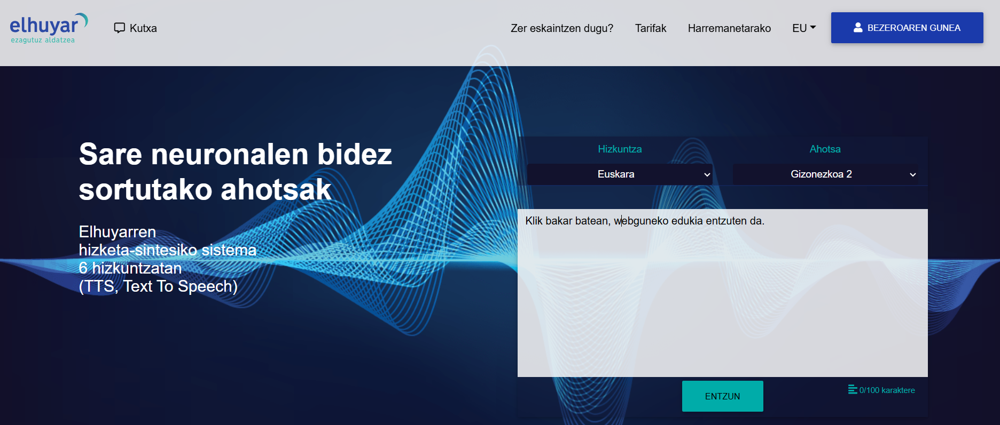 elhuyar
ezagutuz aldatzea
Kutxa
Zer eskaintzen dugu?
Tarifak
Harremanetarako
EU
BEZEROAREN GUNEA
Sare neuronalen bidez
sortutako ahotsak
Elhuyarren
hizketa-sintesiko sistema
6 hizkuntzatan
(TTS, Text To Speech)
Hizkuntza
Ahotsa
Euskara
Gizonezkoa 2
Klik bakar batean, webguneko edukia entzuten da.
ENTZUN
0/100 karaktere